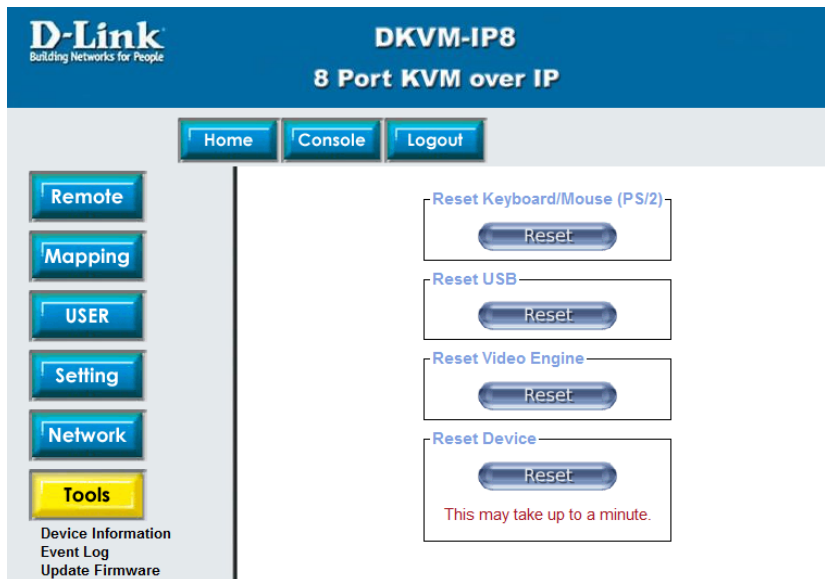 D-Link
Building Networks for People
DKVM-IP8
8 Port KVM over IP
Home
Console
Logout
Remote
Mapping
USER
Setting
Network
Tools
Device Information
Event Log
Update Firmware
Reset Keyboard/Mouse (PS/2)
Reset
Reset USB
Reset
Reset Video Engine
Reset
Reset Device
Reset
This may take up to a minute.